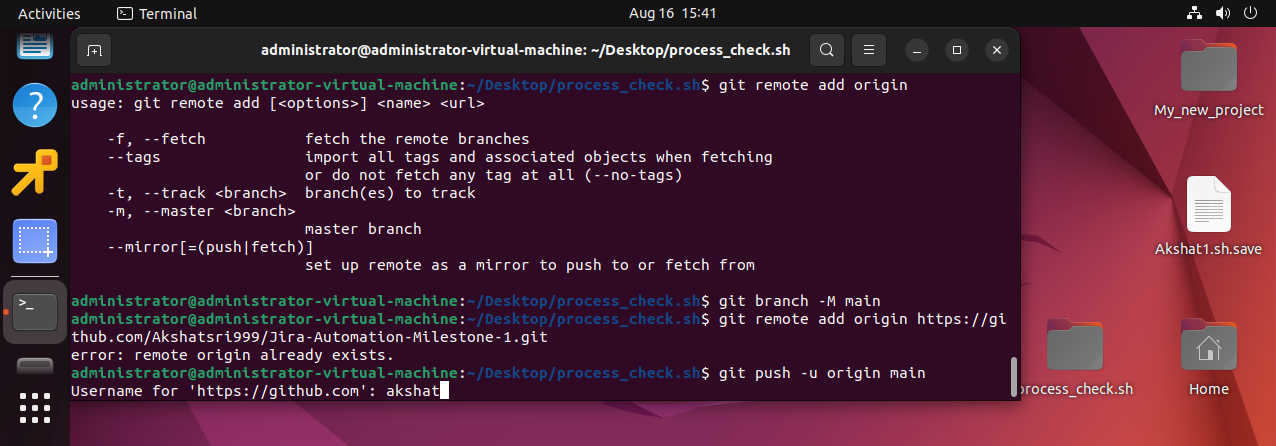 Activities
Terminal
Aug 16 15:41
administrator@administrator-virtual-machine: ~/Desktop/process_check.sh
administrator@administrator-virtual-machine:~/Desktop/process_check.sh$ git remote add origin
usage: git remote add [<options>] <name> <url>
-f, --fetch fetch the remote branches
--tags import all tags and associated objects when fetching
or do not fetch any tag at all (--no-tags)
-t, --track <branch> branch(es) to track
-m, --master <branch>
master branch
--mirror[=(push|fetch)]
set up remote as a mirror to push to or fetch from
administrator@administrator-virtual-machine:~/Desktop/process_check.sh$ git branch -M main
administrator@administrator-virtual-machine:~/Desktop/process_check.sh$ git remote add origin https://gi
thub.com/Akshatsri999/Jira-Automation-Milestone-1.git
error: remote origin already exists.
administrator@administrator-virtual-machine:~/Desktop/process_check.sh$ git push -u origin main
Username for 'https://github.com': akshat
My_new_project
Akshat1.sh.save
process_check.sh
Home